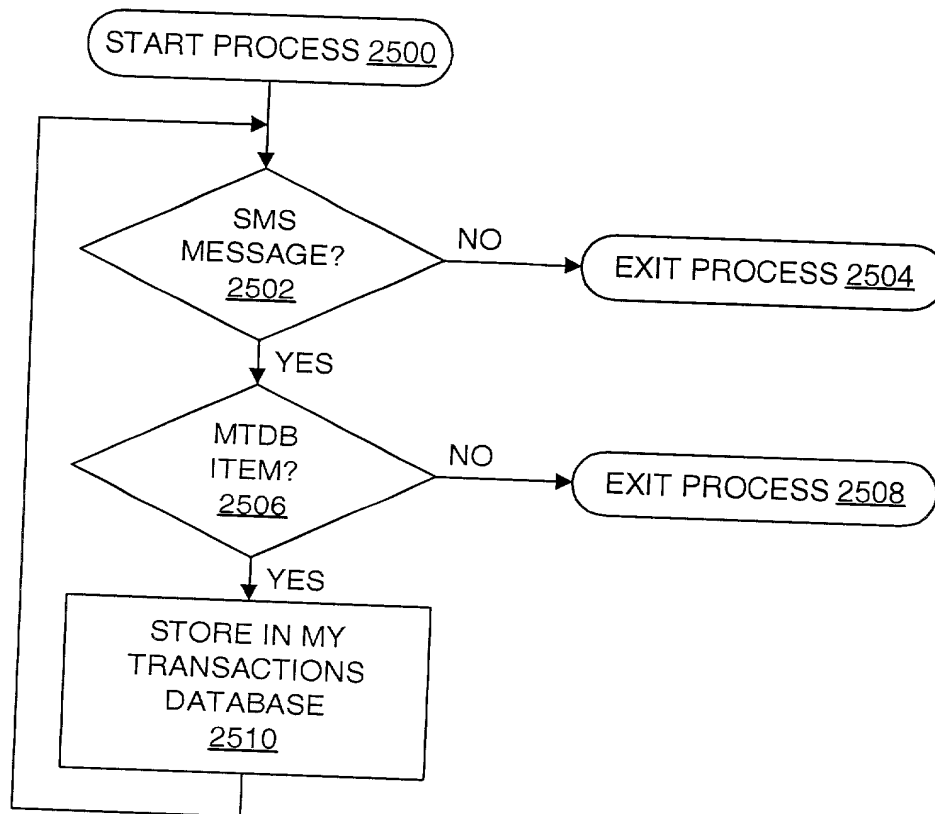 START PROCESS 2500
SMS
MESSAGE?
2502
NO
EXIT PROCESS 2504
YES
MTDB
ITEM?
2506
NO
EXIT PROCESS 2508
YES
STORE IN MY
TRANSACTIONS
DATABASE
2510